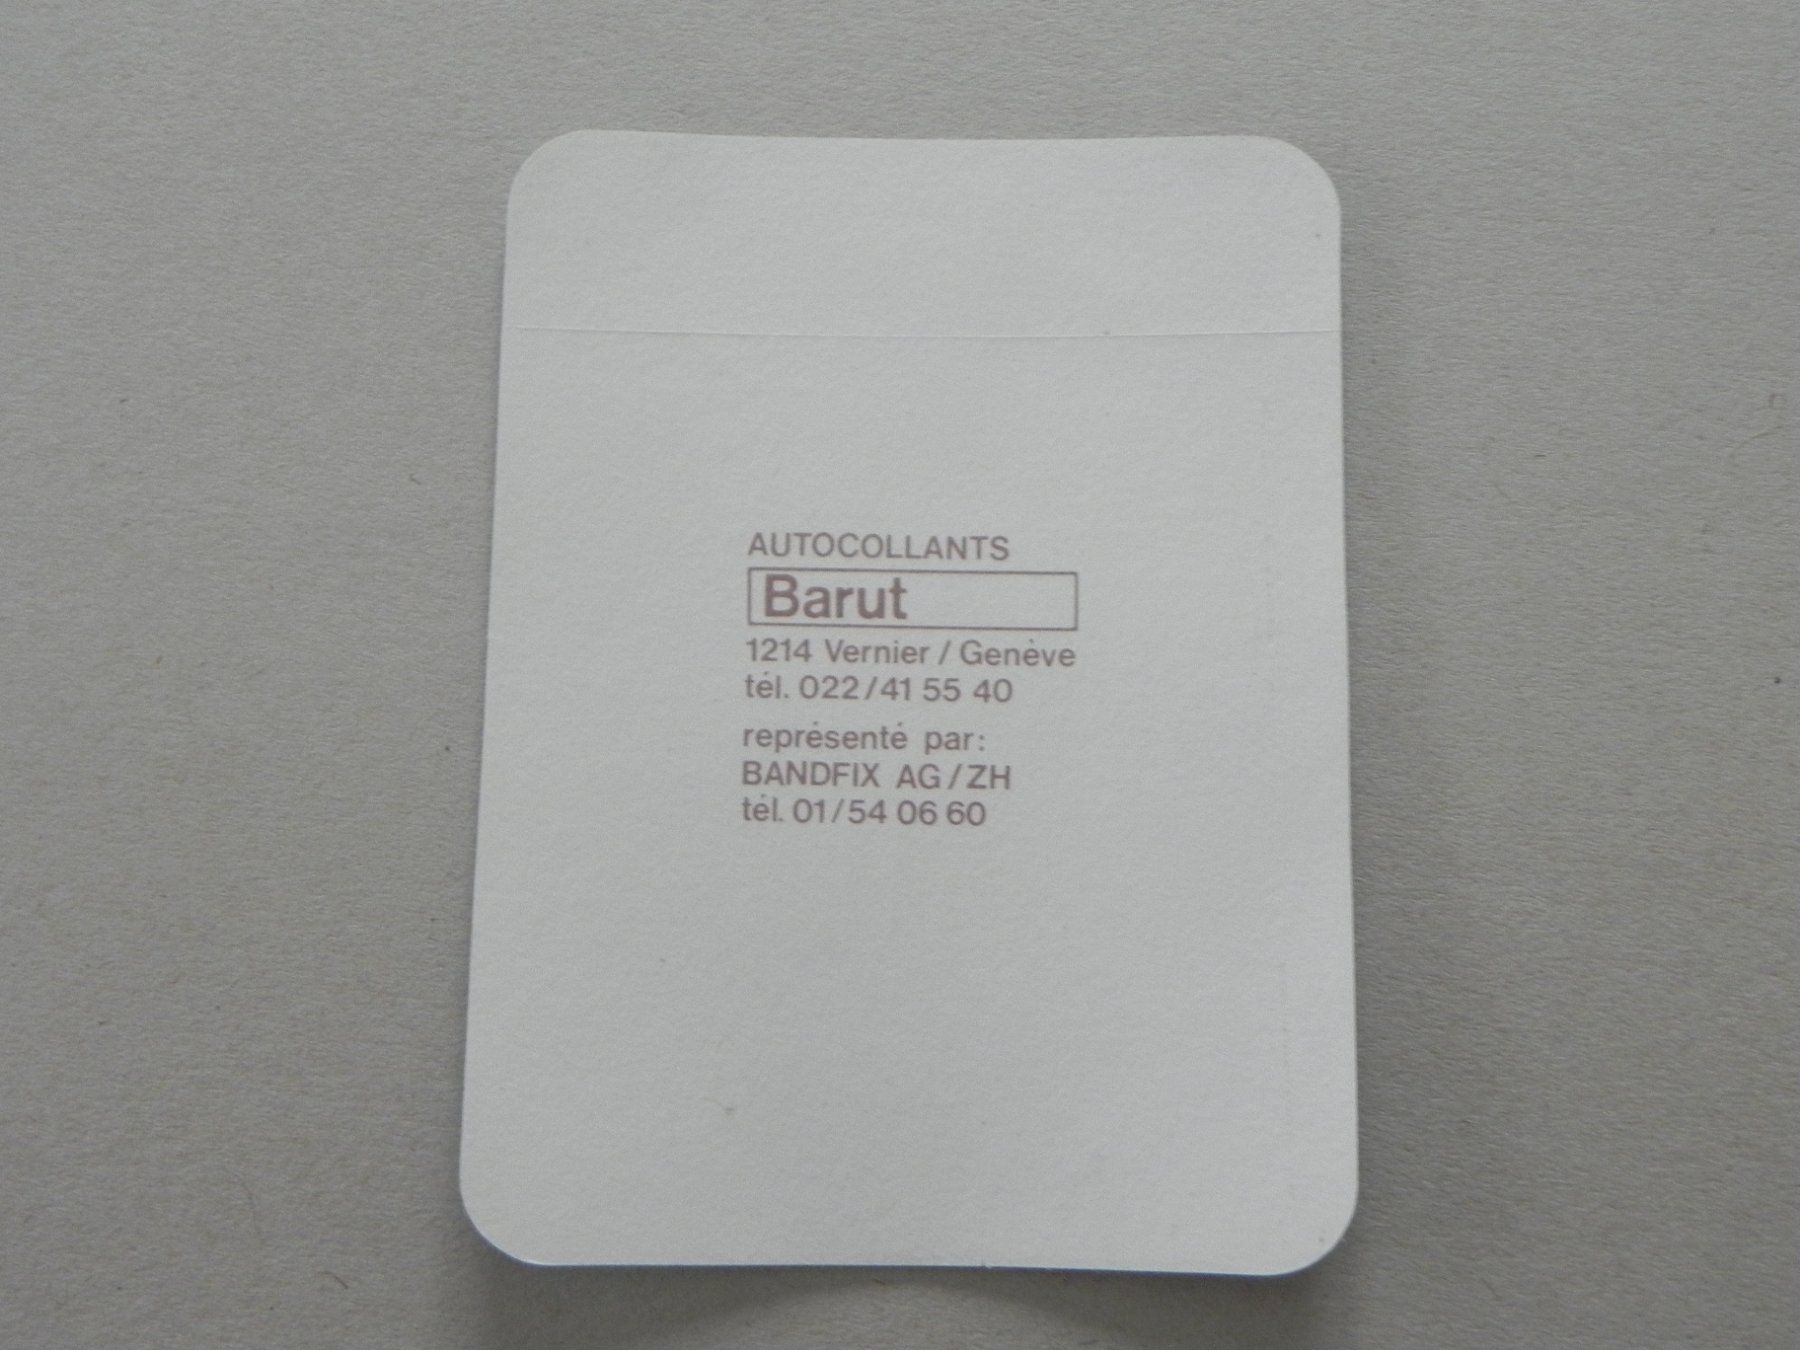 AUTOCOLLANTS
Barut
1214 Vernier / Genève
tél. 022/41 55 40
représenté par:
BANDFIX AG/ZH
tél. 01/54 06 60